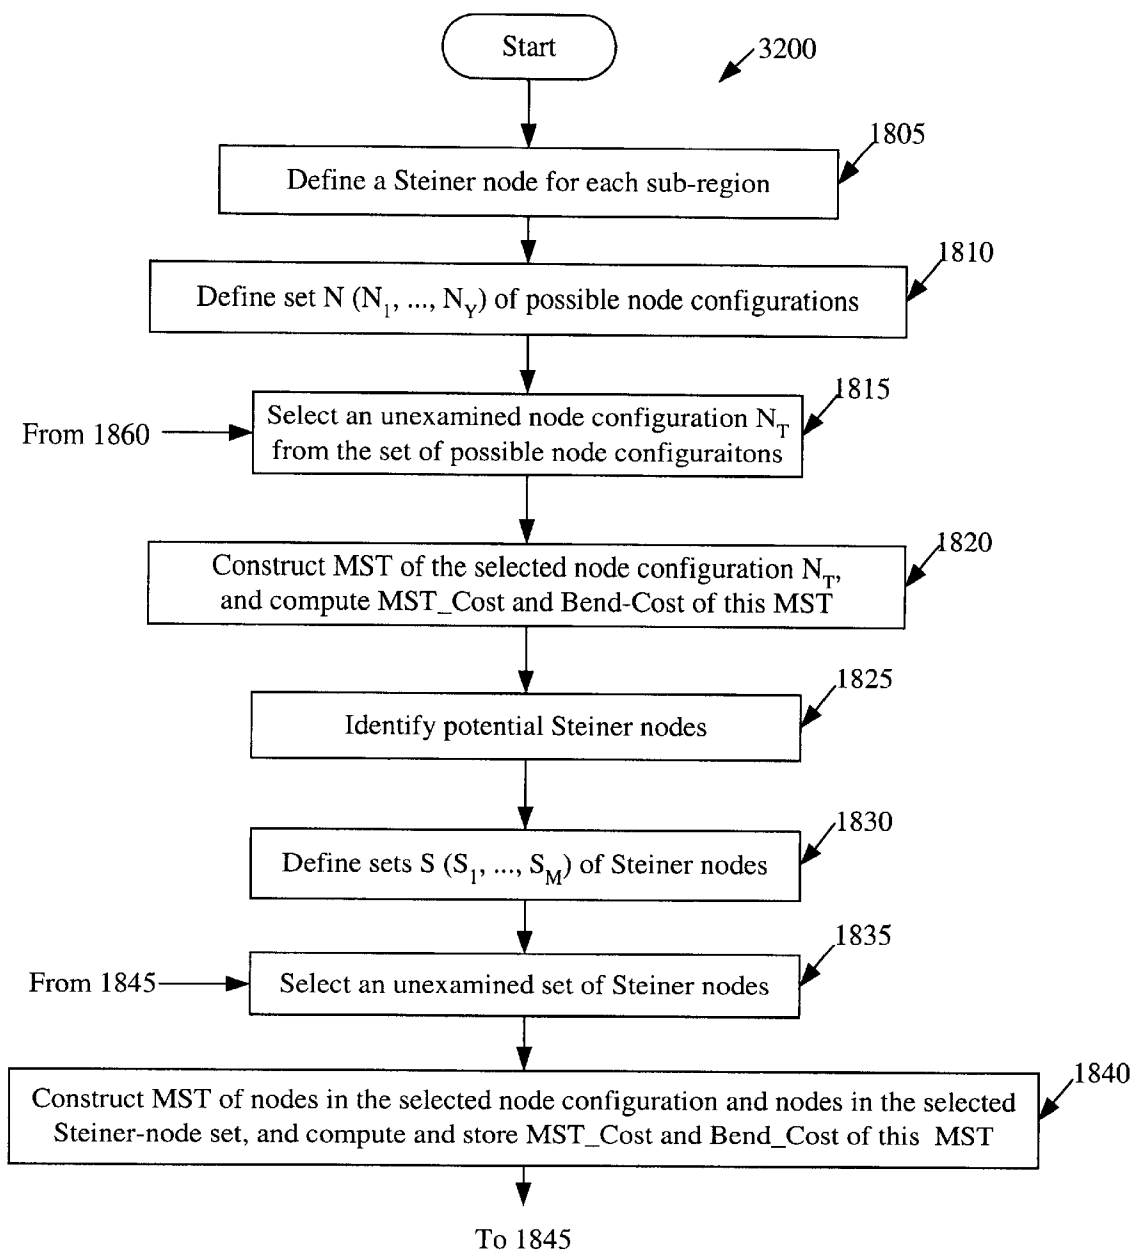 Start
3200
1805
Define a Steiner node for each sub-region
1810
Define set N (N1, ..., NY) of possible node configurations
1815
Select an unexamined node configuration NT
From 1860
from the set of possible node configuraitons
1820
Construct MST of the selected node configuration NT,
and compute MST_Cost and Bend-Cost of this MST
1825
Identify potential Steiner nodes
1830
Define sets S (S1, ..., SM) of Steiner nodes
1835
From 1845
Select an unexamined set of Steiner nodes
1840
Construct MST of nodes in the selected node configuration and nodes in the selected
Steiner-node set, and compute and store MST_Cost and Bend_Cost of this MST
To 1845